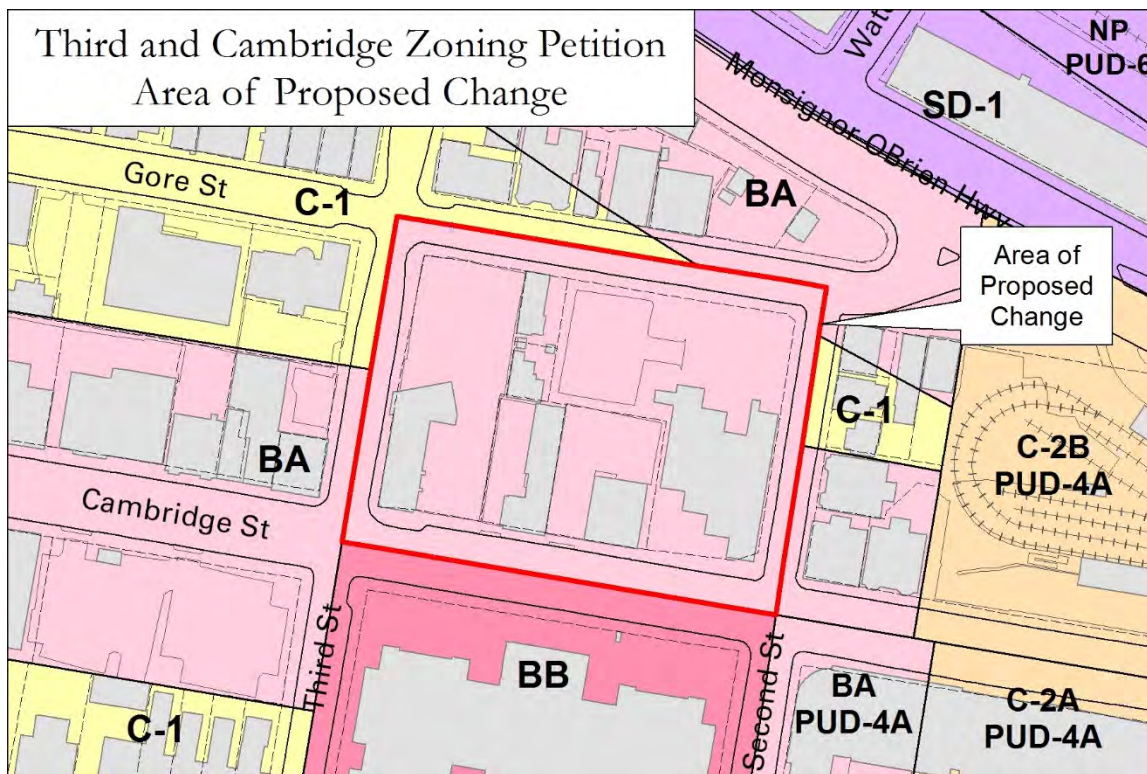 Third and Cambridge Zoning Petition
Area of Proposed Change
NP
PUD-6
SD-1
Monsignor OBrien Hwy
Gore St
C-1
BA
Area of
Proposed
Change
C-1
C-2B
PUD-4A
BA
Cambridge St
Third St
BB
Second St
BA
PUD-4A
C-2A
PUD-4A
C-1